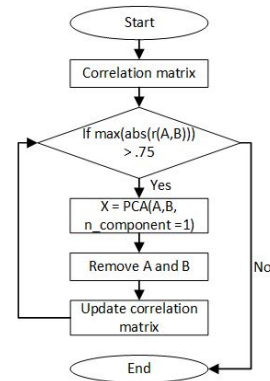 Start
Correlation matrix
If max(abs(r(A,B)))
> .75
Yes
X = PCA(A,B,
n_component =1)
Remove A and B
No
Update correlation
matrix
End